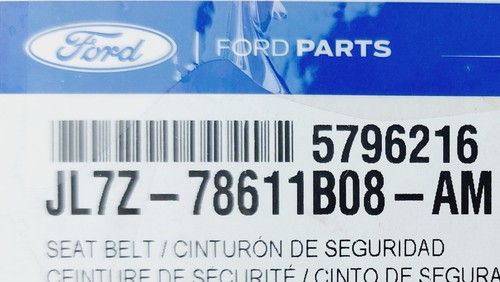 Ford | FORD PARTS
5796216
JL7Z-78611B08-AM
SEAT BELT / CINTURÓN DE SEGURIDAD
CEINTURE DE SÉCURITÉ / CINTO DE SEGURA